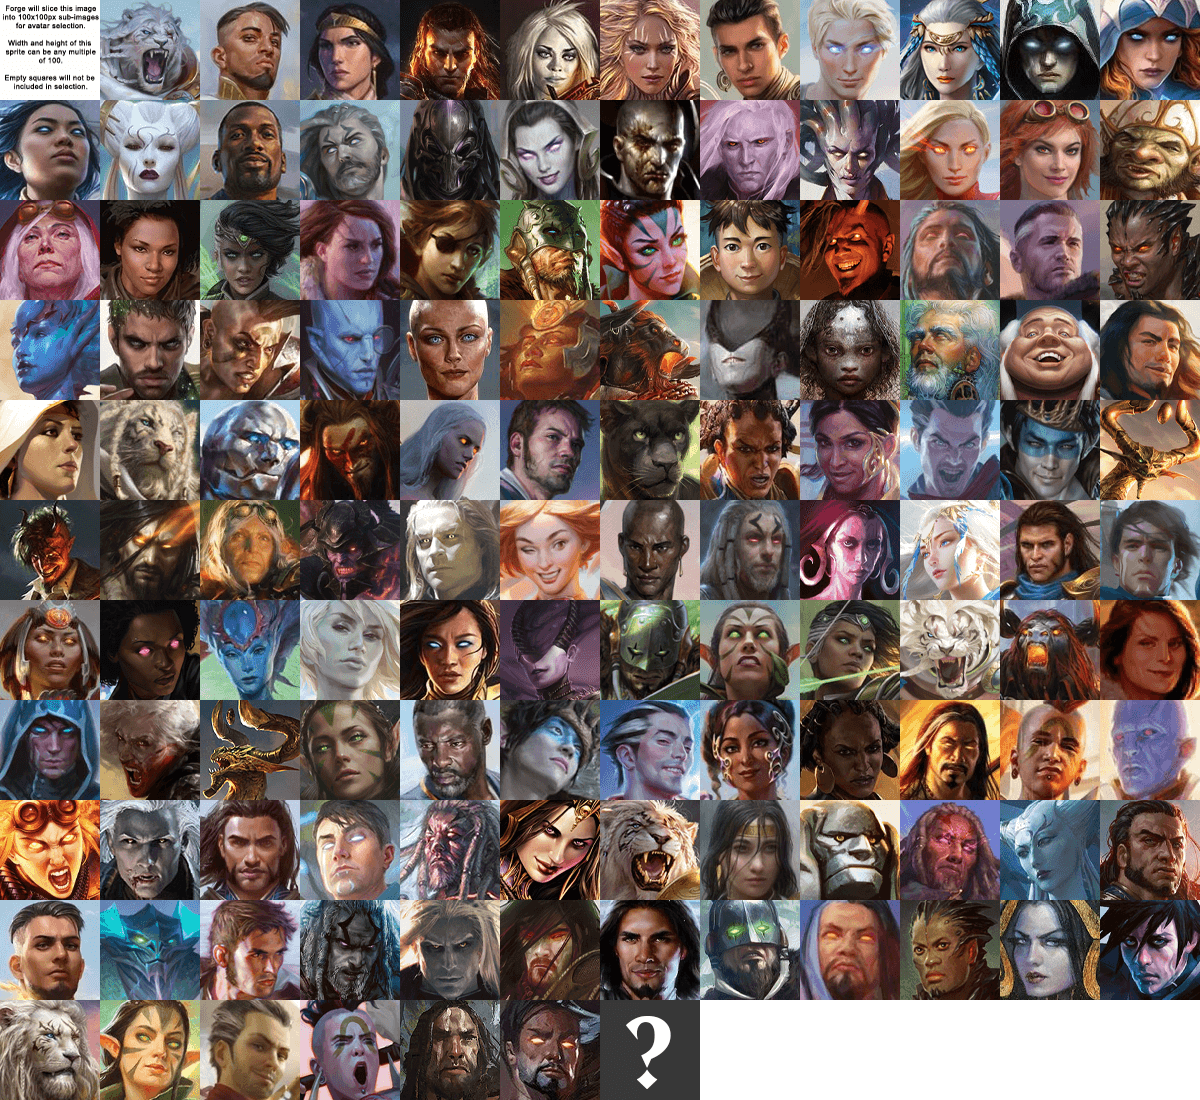 Forge will slice this image
into 100x100px sub-images
for avatar selection.
Width and height of this
sprite can be any multiple
of 100.
Empty squares will not be
included in selection.
?